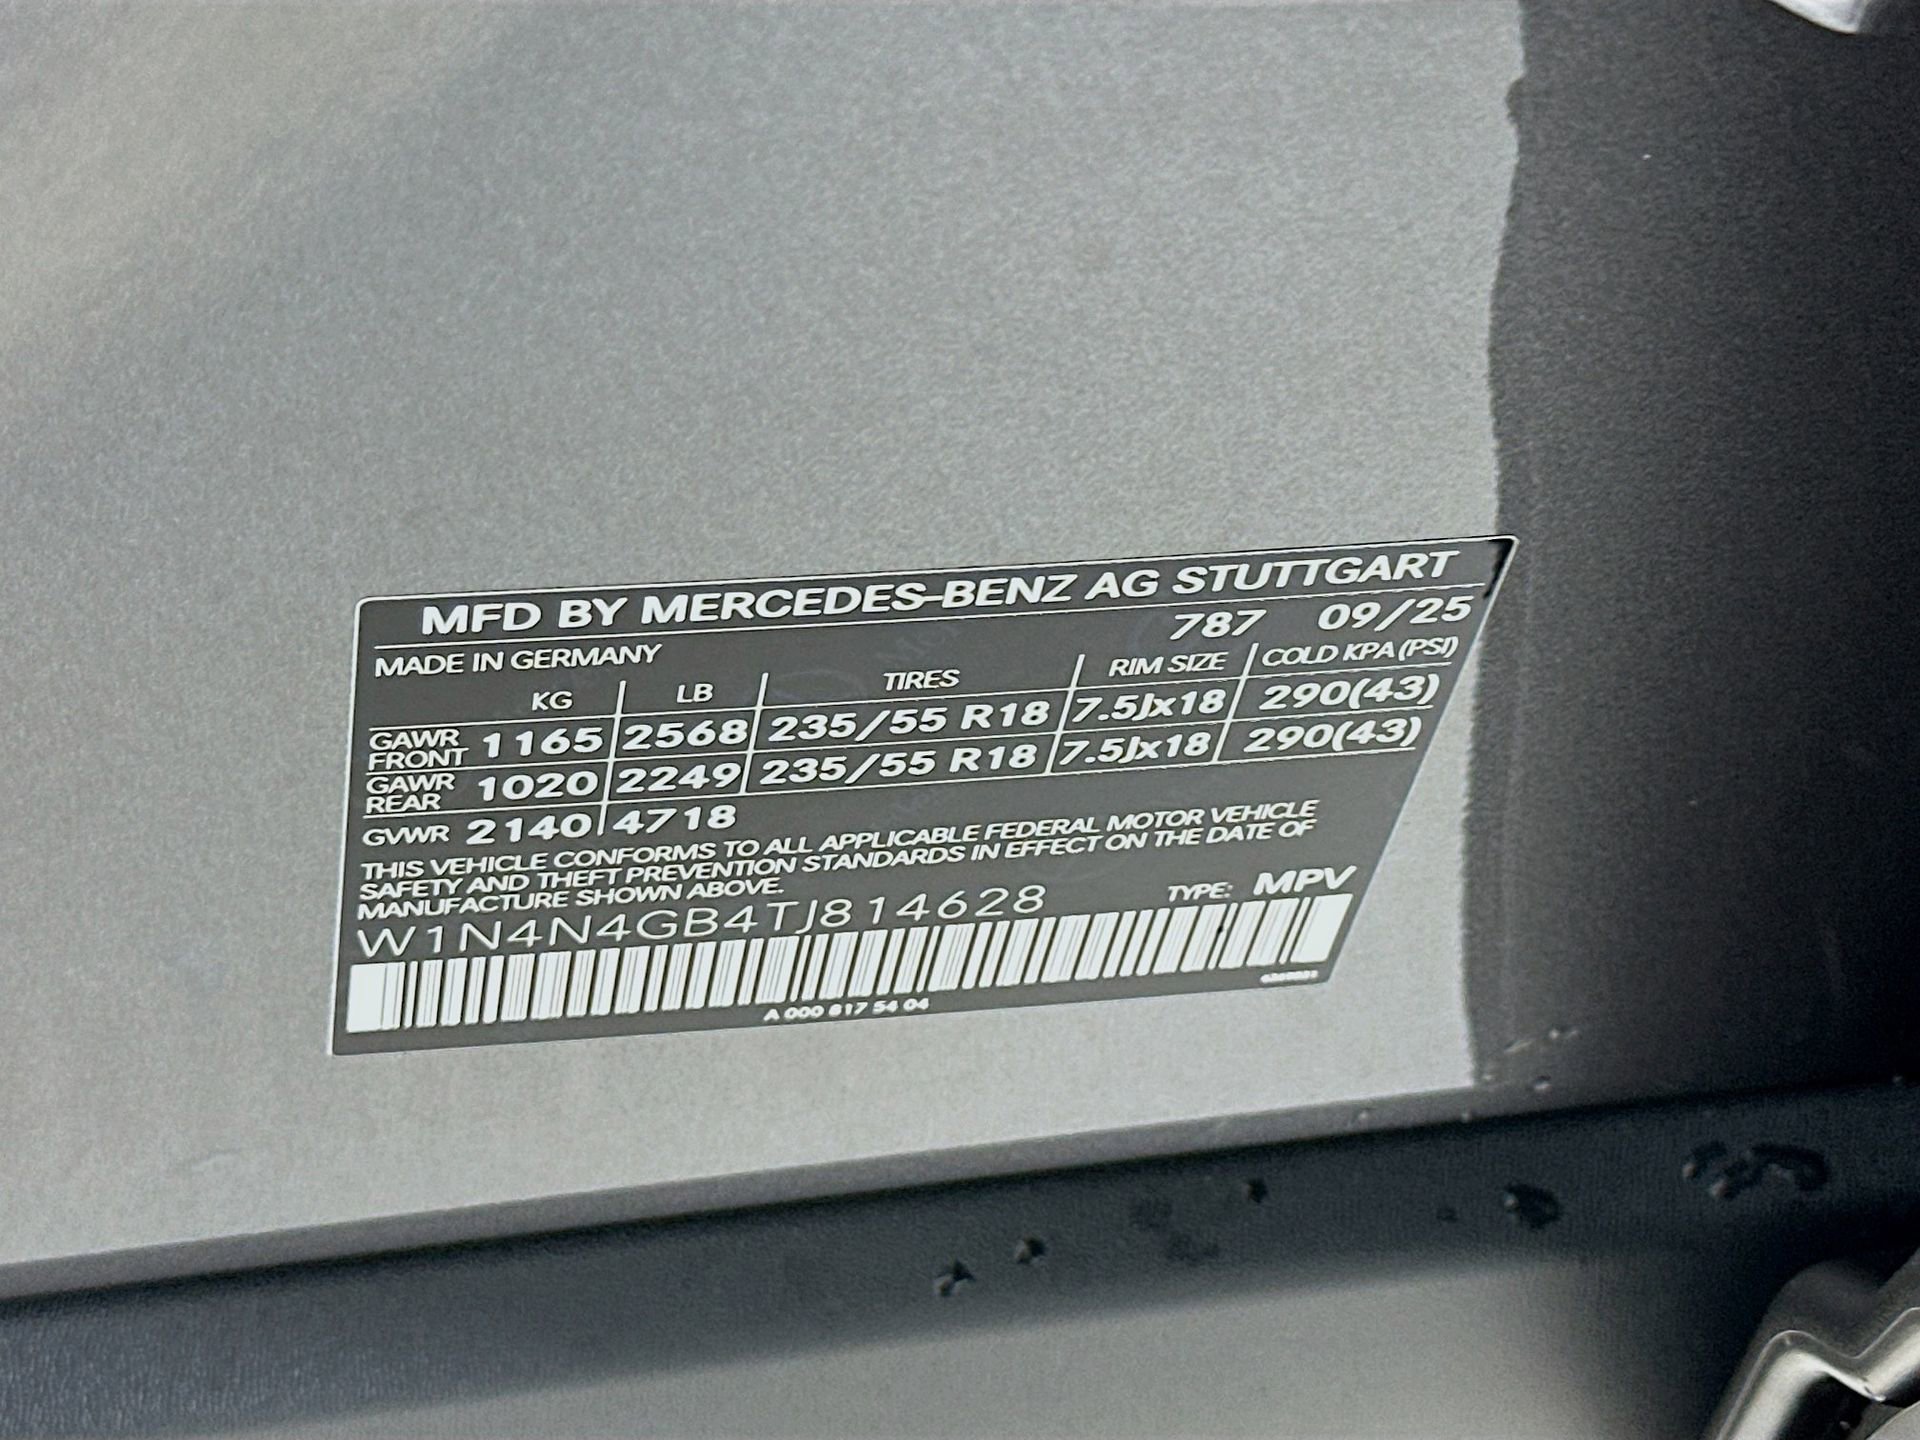 MFD BY MERCEDES-BENZ AG STUTTGART
787 09/25
MADE IN GERMANY
KG LB TIRES RIM SIZE COLD KPA (PSI)
GAWR FRONT 1165 2568 235/55 R18 7.5Jx18 290(43)
GAWR REAR 1020 2249 235/55 R18 7.5Jx18 290(43)
GVWR 2140 4718
THIS VEHICLE CONFORMS TO ALL APPLICABLE FEDERAL MOTOR VEHICLE
SAFETY AND THEFT PREVENTION STANDARDS IN EFFECT ON THE DATE OF
MANUFACTURE SHOWN ABOVE.
W1N4N4GB4TJ814628 TYPE: MPV
A 000 817 54 04